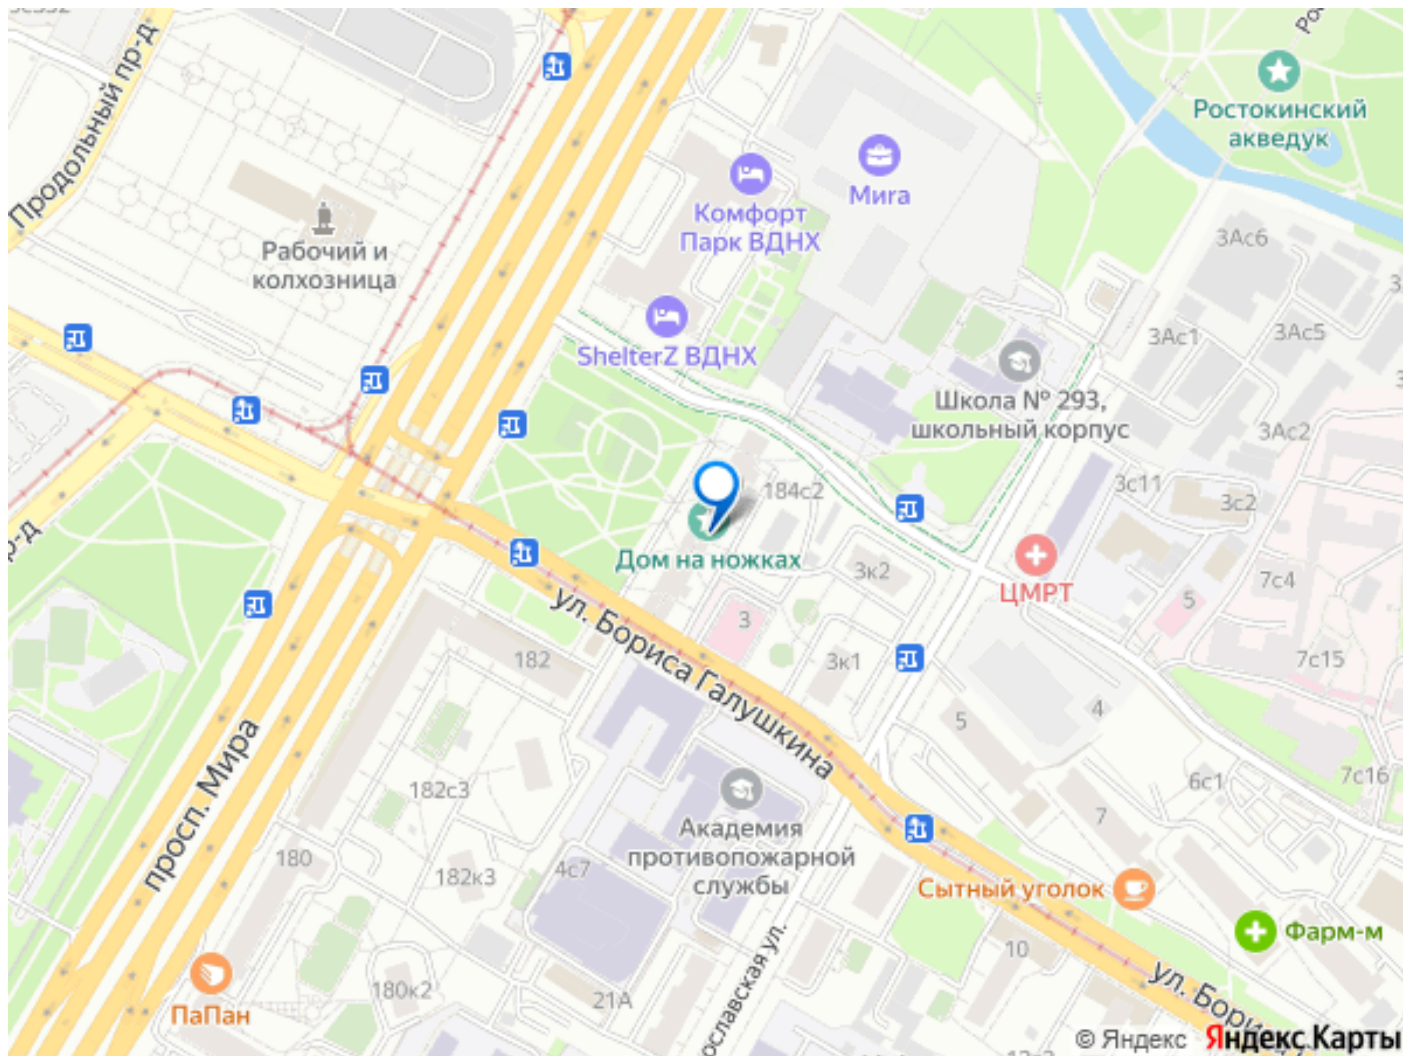 Продольный пр-д
Ростокинский
акведук
Мига
Комфорт
Парк ВДНХ
Рабочий и
колхозница
3Ас6
ShelterZ ВДНХ
3Ас1
3Ас5
Школа № 293,
школьный корпус
3Ас2
184с2
3с11
3с2
Дом на ножках
3к2
ЦМРТ
7с4
5
3
ул. Бориса Галушкина
182
3к1
7с15
4
5
просп. Мира
182с3
6с1
7с16
7
Академия
противопожарной
службы
180
182к3
4с7
Сытный уголок
Фарм-м
10
180к2
21А
ПаПан
ул. Бори
© Яндекс Яндекс Карты